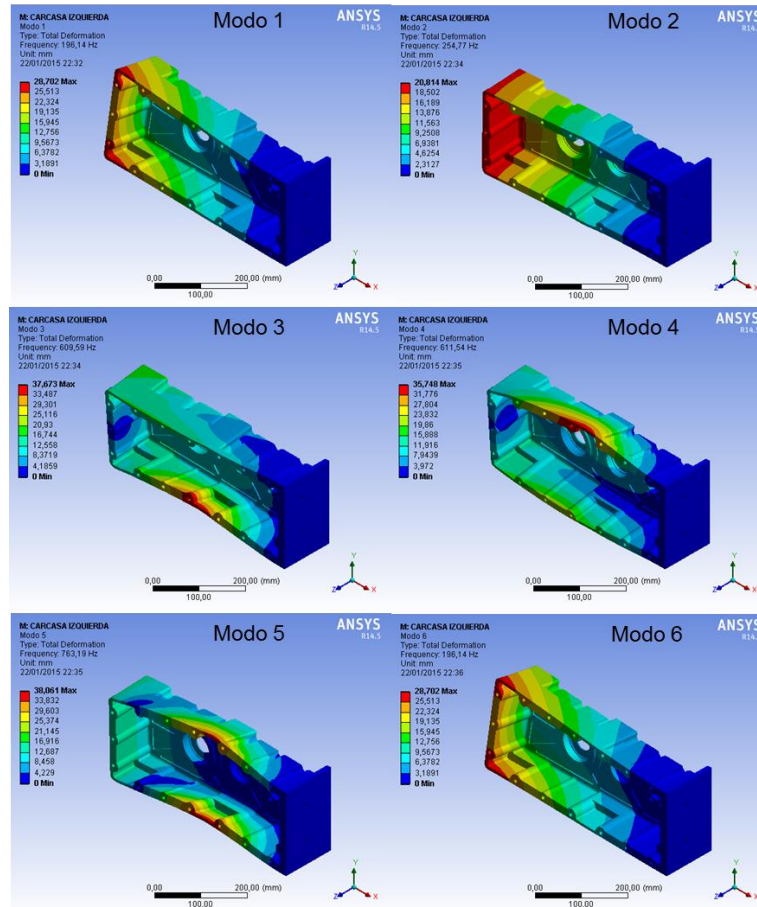 Modo 1
ANSYS
R14.5
M: CARCASA IZQUIERDA
Modo 1
Type: Total Deformation
Frequency: 196,14 Hz
Unit: mm
22/01/2015 22:32
28,702 Max
25,513
22,324
19,135
15,945
12,756
9,5673
6,3782
3,1891
0 Min
0,00
200,00 (mm)
100,00
Y
Z
X
Modo 2
ANSYS
R14.5
M: CARCASA IZQUIERDA
Modo 2
Type: Total Deformation
Frequency: 254,77 Hz
Unit: mm
22/01/2015 22:34
20,814 Max
18,502
16,189
13,876
11,563
9,2508
6,9381
4,6254
2,3127
0 Min
0,00
200,00 (mm)
100,00
Y
Z
X
Modo 3
ANSYS
R14.5
M: CARCASA IZQUIERDA
Modo 3
Type: Total Deformation
Frequency: 609,59 Hz
Unit: mm
22/01/2015 22:34
37,673 Max
33,487
29,301
25,116
20,93
16,744
12,558
8,3719
4,1859
0 Min
0,00
200,00 (mm)
100,00
Y
Z
X
Modo 4
ANSYS
R14.5
M: CARCASA IZQUIERDA
Modo 4
Type: Total Deformation
Frequency: 611,54 Hz
Unit: mm
22/01/2015 22:35
35,748 Max
31,776
27,804
23,832
19,86
15,888
11,916
7,9439
3,972
0 Min
0,00
200,00 (mm)
100,00
Y
Z
X
Modo 5
ANSYS
R14.5
M: CARCASA IZQUIERDA
Modo 5
Type: Total Deformation
Frequency: 763,19 Hz
Unit: mm
22/01/2015 22:35
38,061 Max
33,832
29,603
25,374
21,145
16,916
12,687
8,458
4,229
0 Min
0,00
200,00 (mm)
100,00
Y
Z
X
Modo 6
ANSYS
R14.5
M: CARCASA IZQUIERDA
Modo 6
Type: Total Deformation
Frequency: 196,14 Hz
Unit: mm
22/01/2015 22:36
28,702 Max
25,513
22,324
19,135
15,945
12,756
9,5673
6,3782
3,1891
0 Min
0,00
200,00 (mm)
100,00
Y
Z
X